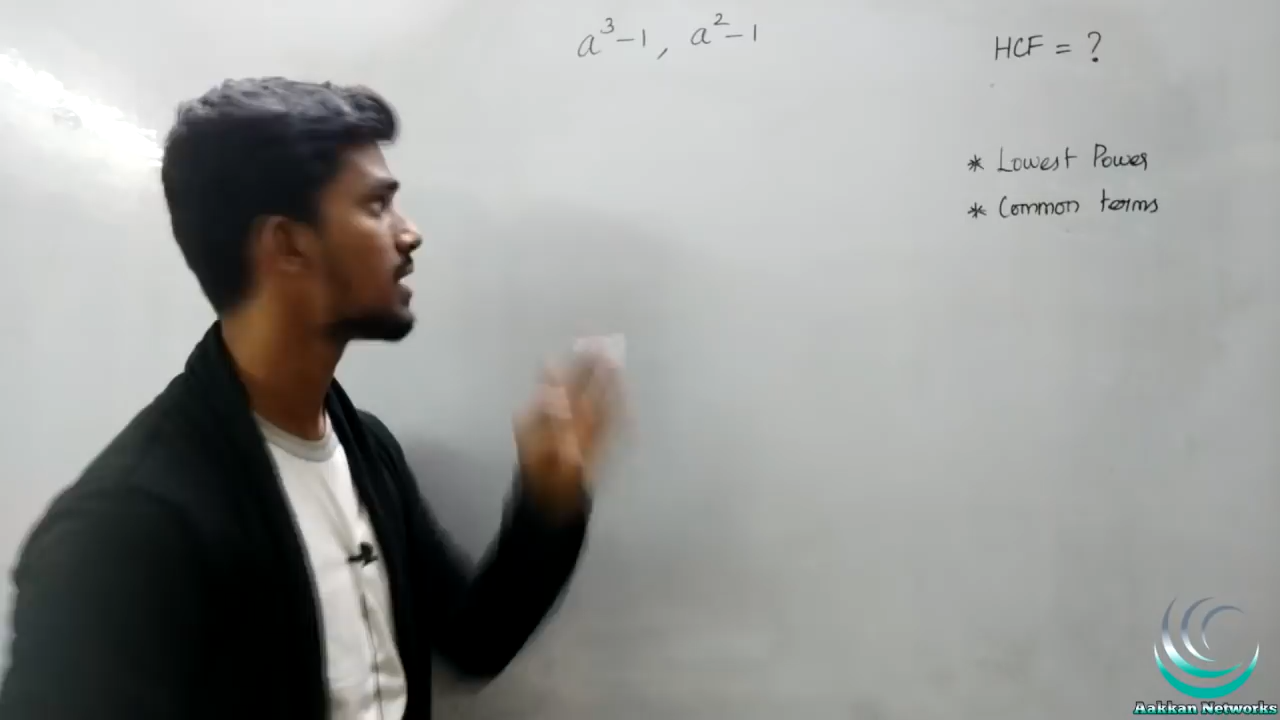 a³-1, a²-1
HCF = ?
* Lowest Power
* Common terms
Aakkan Networks